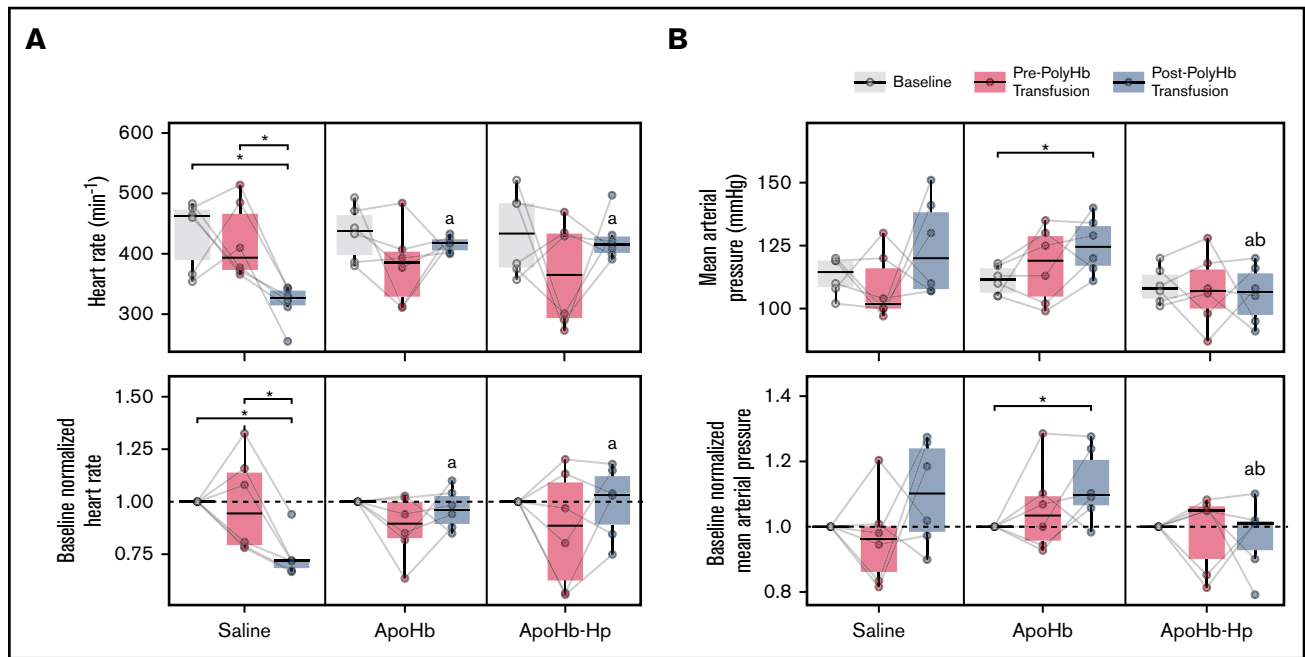 A
B
Baseline
Pre-PolyHb
Transfusion
Post-PolyHb
Transfusion
Heart rate (min⁻¹)
600
500
400
300
*
*
a
a
Mean arterial
pressure (mmHg)
150
125
100
*
ab
Baseline normalized
heart rate
1.50
1.25
1.00
0.75
*
*
a
a
Saline
ApoHb
ApoHb-Hp
Baseline normalized
mean arterial pressure
1.4
1.2
1.0
0.8
*
ab
Saline
ApoHb
ApoHb-Hp